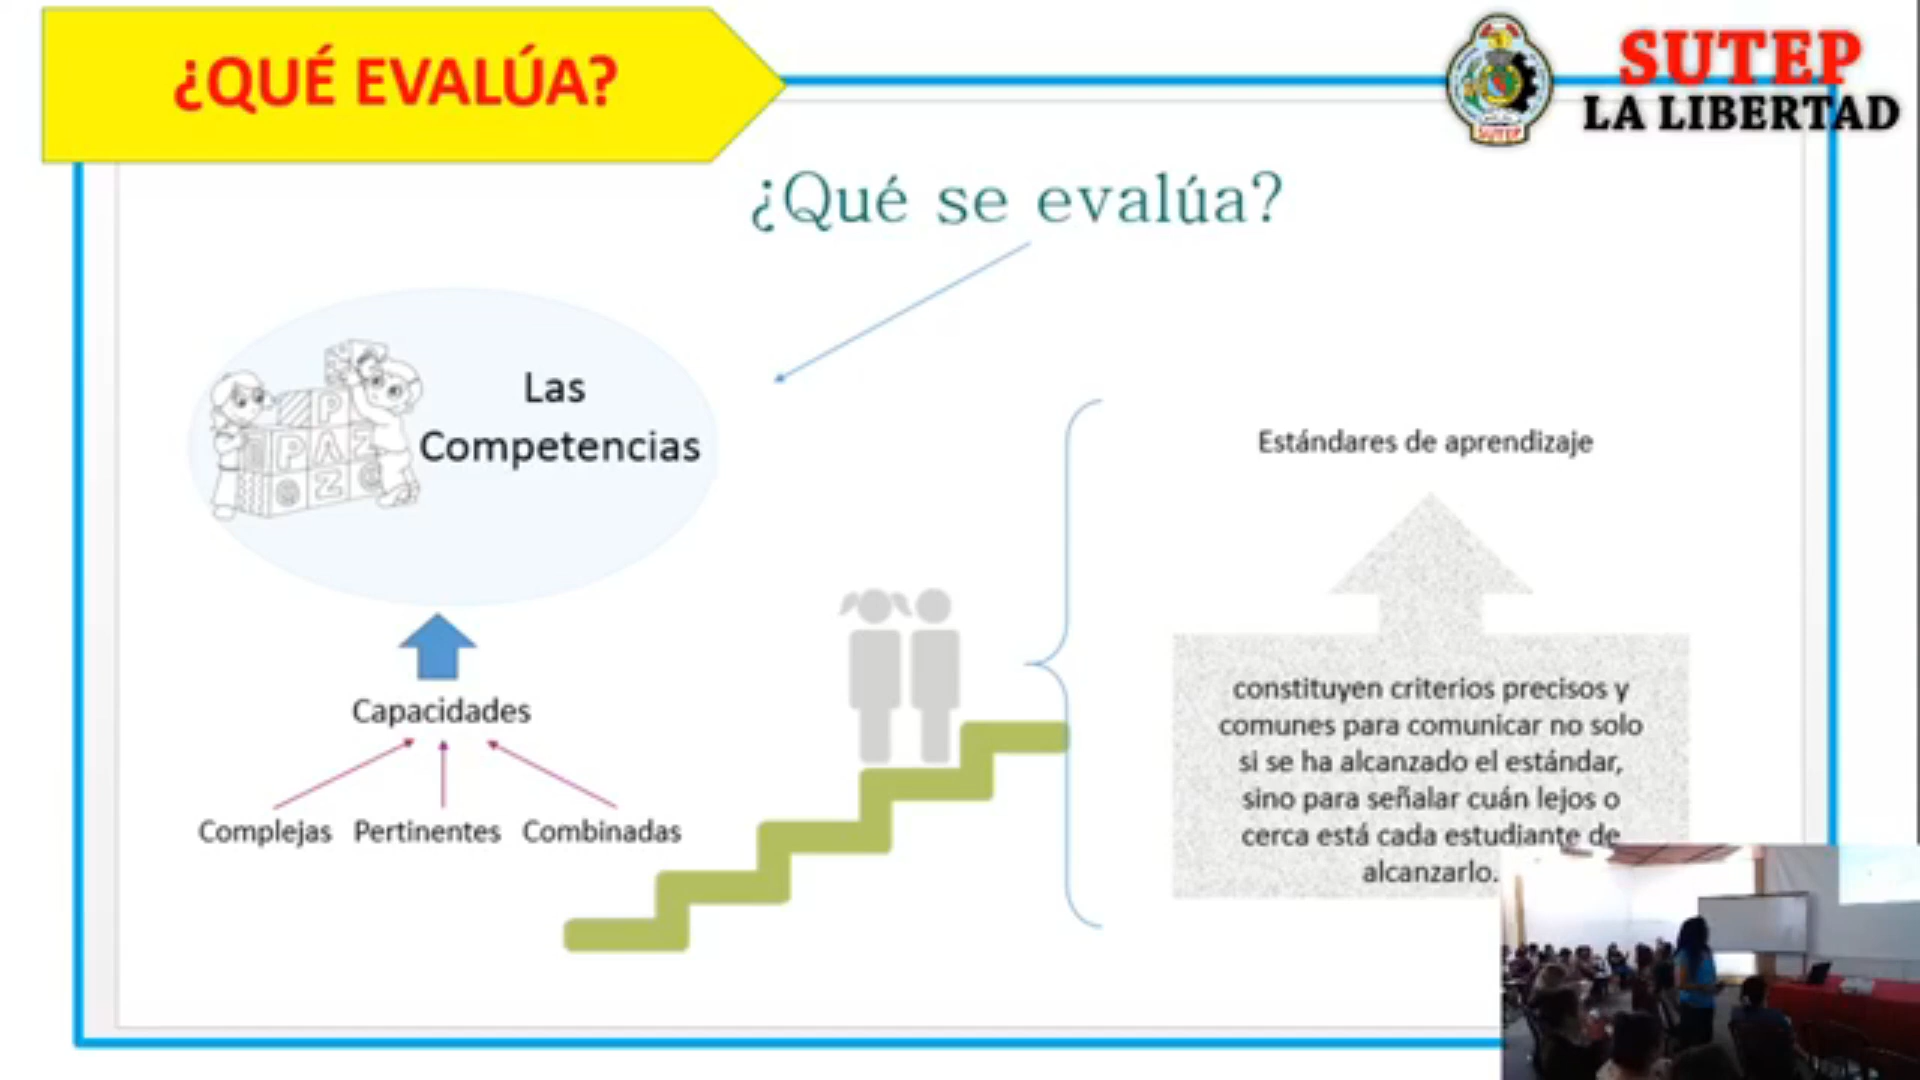 ¿QUÉ EVALÚA?
SUTEP
LA LIBERTAD
SUTEP
¿Qué se evalúa?
Las
Competencias
P
PAZ
Z
Estándares de aprendizaje
Capacidades
Complejas Pertinentes Combinadas
constituyen criterios precisos y
comunes para comunicar no solo
si se ha alcanzado el estándar,
sino para señalar cuán lejos o
cerca está cada estudiante de
alcanzarlo.